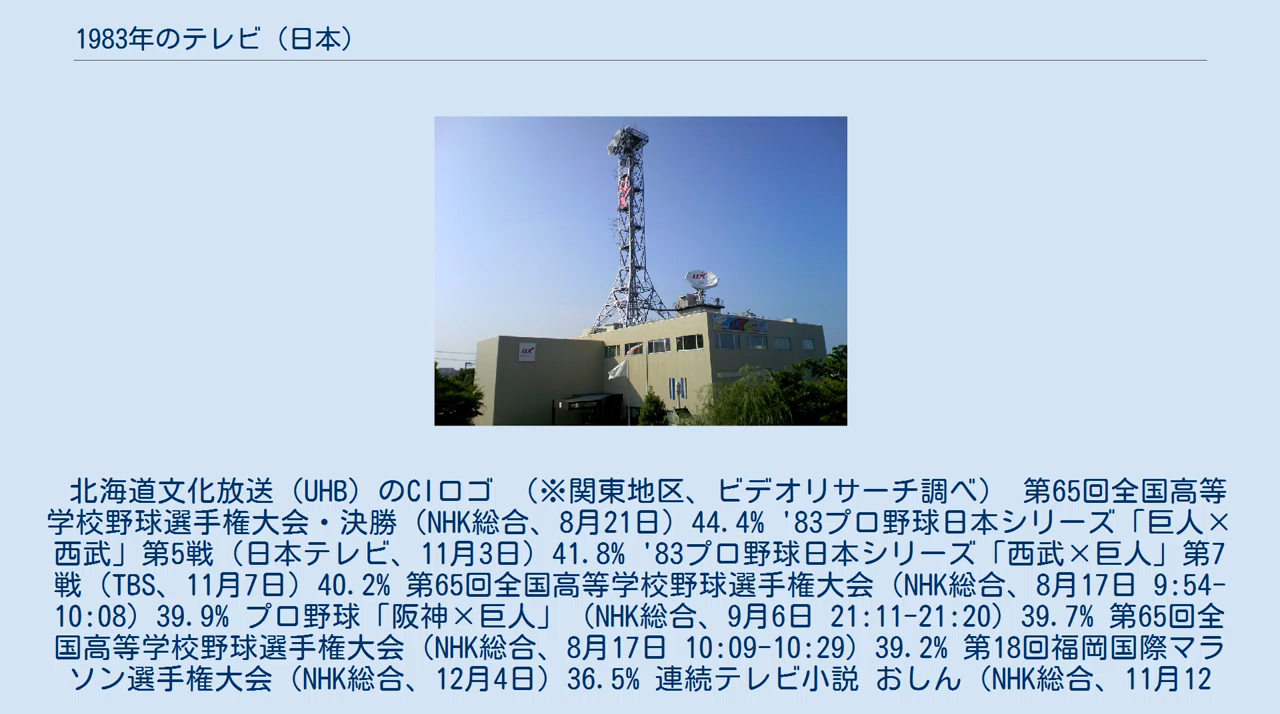 1983年のテレビ（日本）
北海道文化放送（UHB）のCIロゴ （※関東地区、ビデオリサーチ調べ） 第65回全国高等
学校野球選手権大会・決勝（NHK総合、8月21日）44.4% '83プロ野球日本シリーズ「巨人×
西武」第5戦（日本テレビ、11月3日）41.8% '83プロ野球日本シリーズ「西武×巨人」第7
戦（TBS、11月7日）40.2% 第65回全国高等学校野球選手権大会（NHK総合、8月17日 9:54-
10:08）39.9% プロ野球「阪神×巨人」（NHK総合、9月6日 21:11-21:20）39.7% 第65回全
国高等学校野球選手権大会（NHK総合、8月17日 10:09-10:29）39.2% 第18回福岡国際マラ
ソン選手権大会（NHK総合、12月4日）36.5% 連続テレビ小説 おしん（NHK総合、11月12